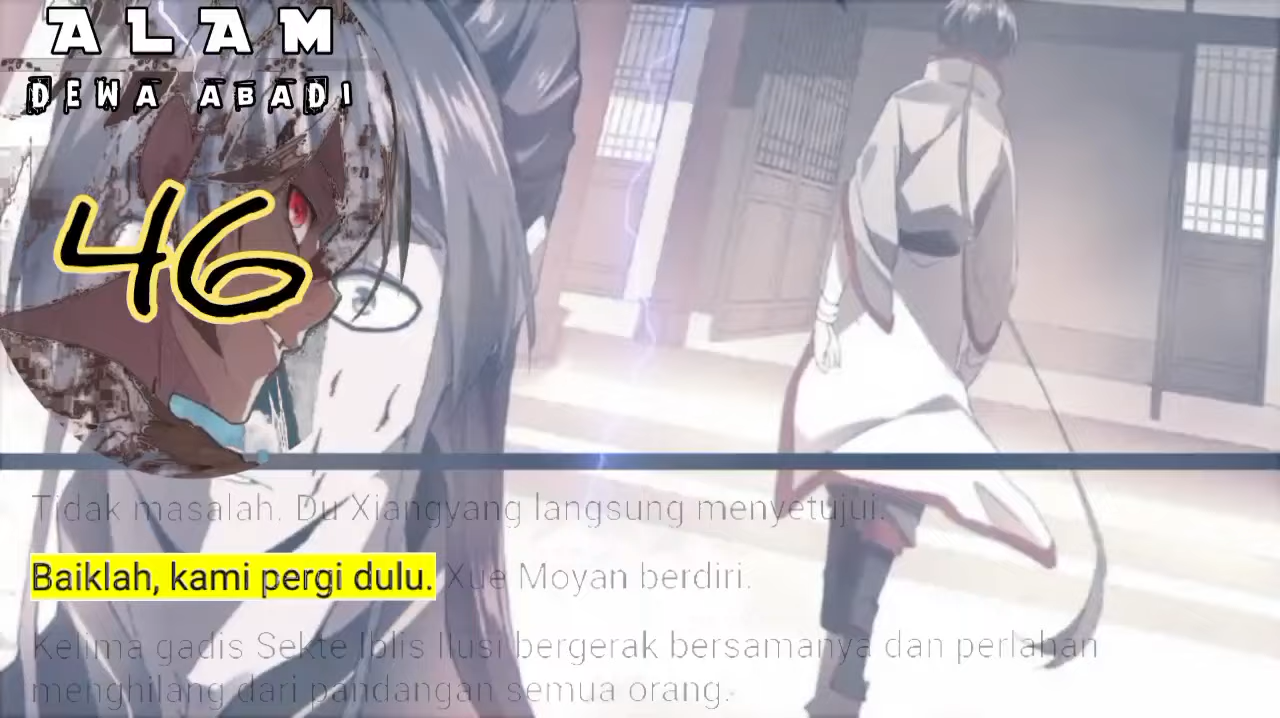 ALAM
DEWA ABADI
46
Tidak masalah. Du Xiangyang langsung menyetujui.
Baiklah, kami pergi dulu. Xue Moyan berdiri.
Kelima gadis Sekte Iblis Ilusi bergerak bersamanya dan perlahan
menghilang dari pandangan semua orang.